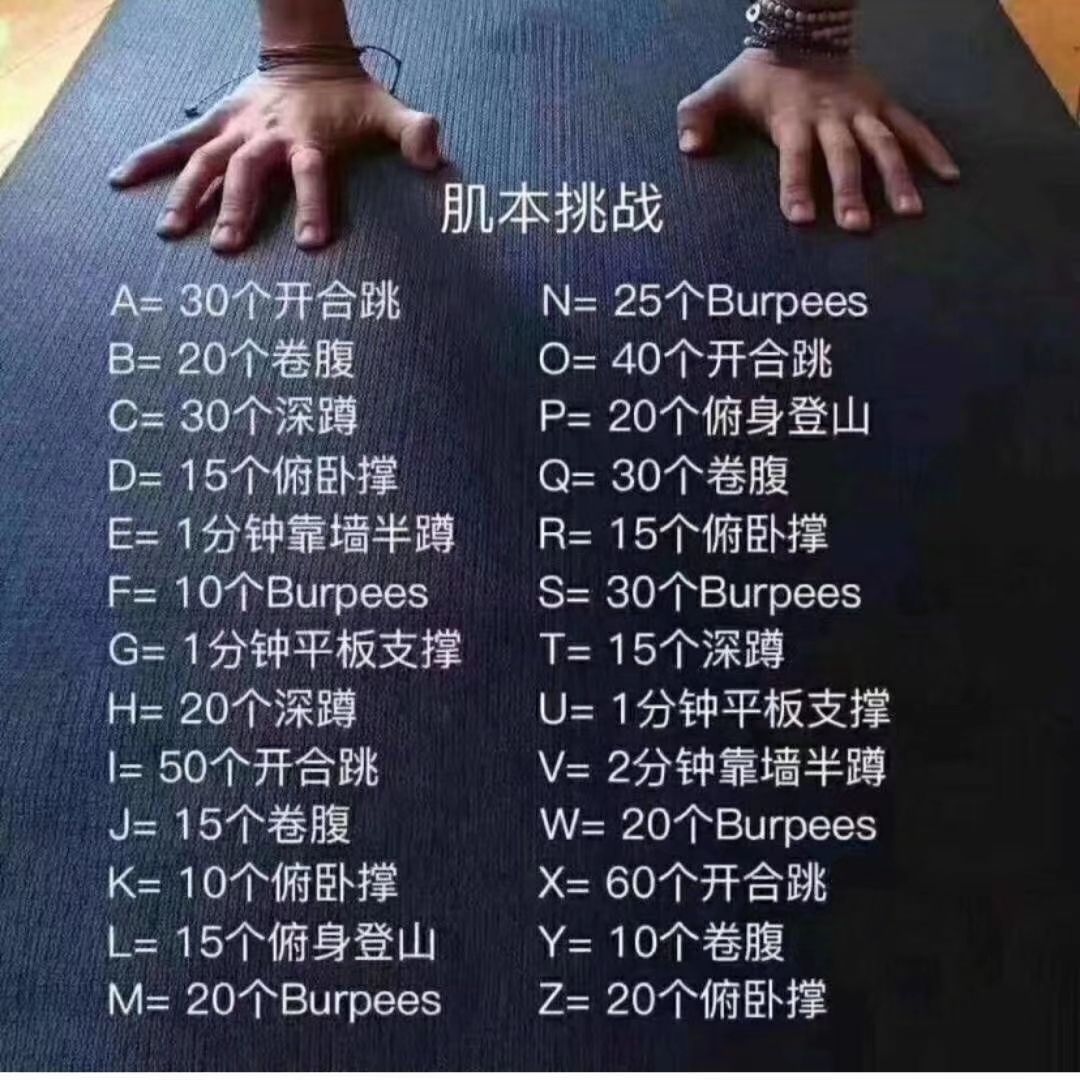 肌本挑战
A= 30个开合跳
B= 20个卷腹
C= 30个深蹲
D= 15个俯卧撑
E= 1分钟靠墙半蹲
F= 10个Burpees
G= 1分钟平板支撑
H= 20个深蹲
I= 50个开合跳
J= 15个卷腹
K= 10个俯卧撑
L= 15个俯身登山
M= 20个Burpees
N= 25个Burpees
O= 40个开合跳
P= 20个俯身登山
Q= 30个卷腹
R= 15个俯卧撑
S= 30个Burpees
T= 15个深蹲
U= 1分钟平板支撑
V= 2分钟靠墙半蹲
W= 20个Burpees
X= 60个开合跳
Y= 10个卷腹
Z= 20个俯卧撑